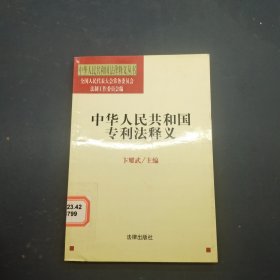 中华人民共和国法律释义丛书
全国人民代表大会常务委员会
法制工作委员会编
中华人民共和国
专利法释义
卞耀武/主编
23.42
6799
法律出版社